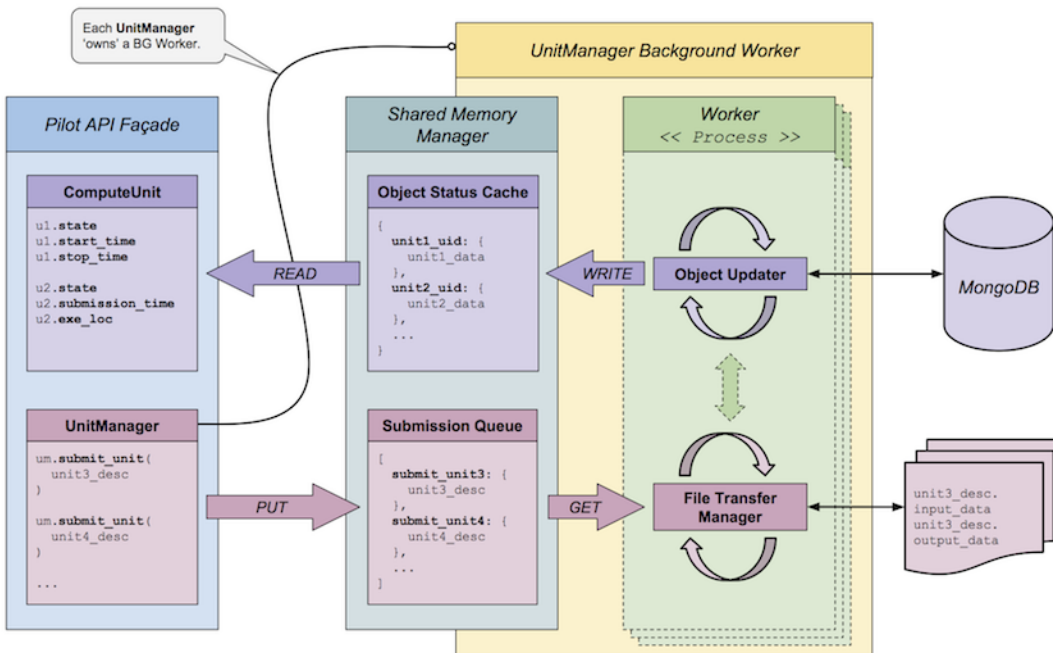 Each UnitManager
'owns' a BG Worker.
UnitManager Background Worker
Pilot API Façade
Shared Memory
Manager
Worker
<< Process >>
ComputeUnit
u1.state
u1.start_time
u1.stop_time
u2.state
u2.submission_time
u2.exe_loc
READ
Object Status Cache
{
unit1_uid: {
unit1_data
},
unit2_uid: {
unit2_data
},
...
}
WRITE
Object Updater
MongoDB
UnitManager
um.submit_unit(
unit3_desc
)
um.submit_unit(
unit4_desc
)
...
PUT
Submission Queue
[
submit_unit3: {
unit3_desc
},
submit_unit4: {
unit4_desc
},
...
]
GET
File Transfer
Manager
unit3_desc.
input_data
unit3_desc.
output_data